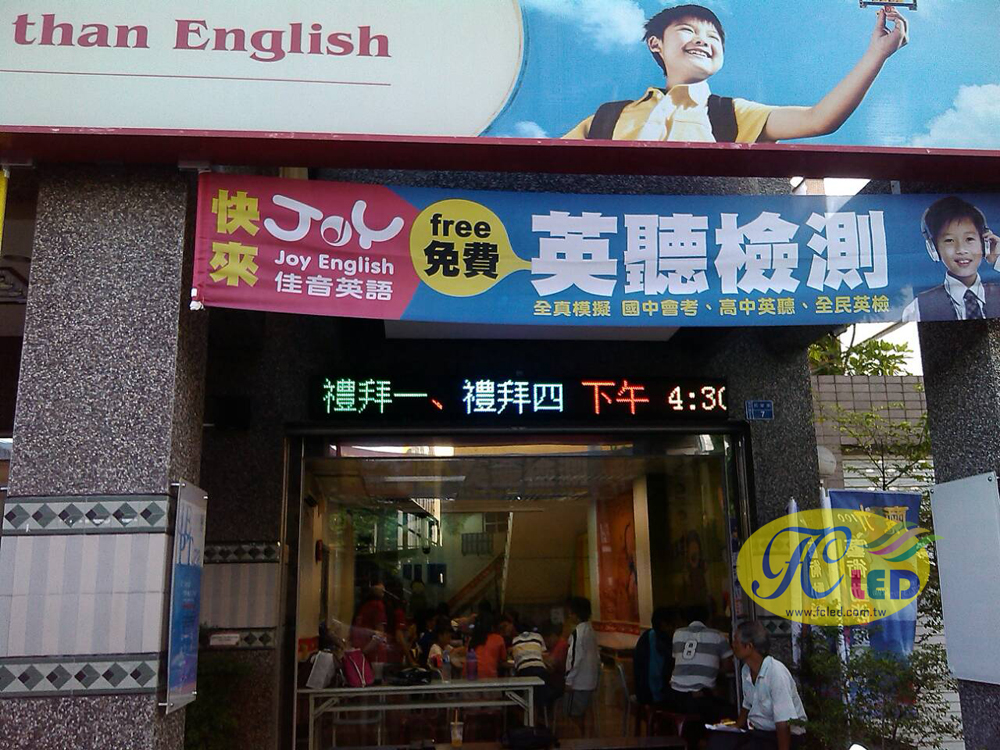 than English
快來
JOY
Joy English
佳音英語
free
免費
英聽檢測
全真模擬 國中會考、高中英聽、全民英檢
禮拜一、禮拜四 下午 4:30
7
FC LED
www.fcled.com.tw